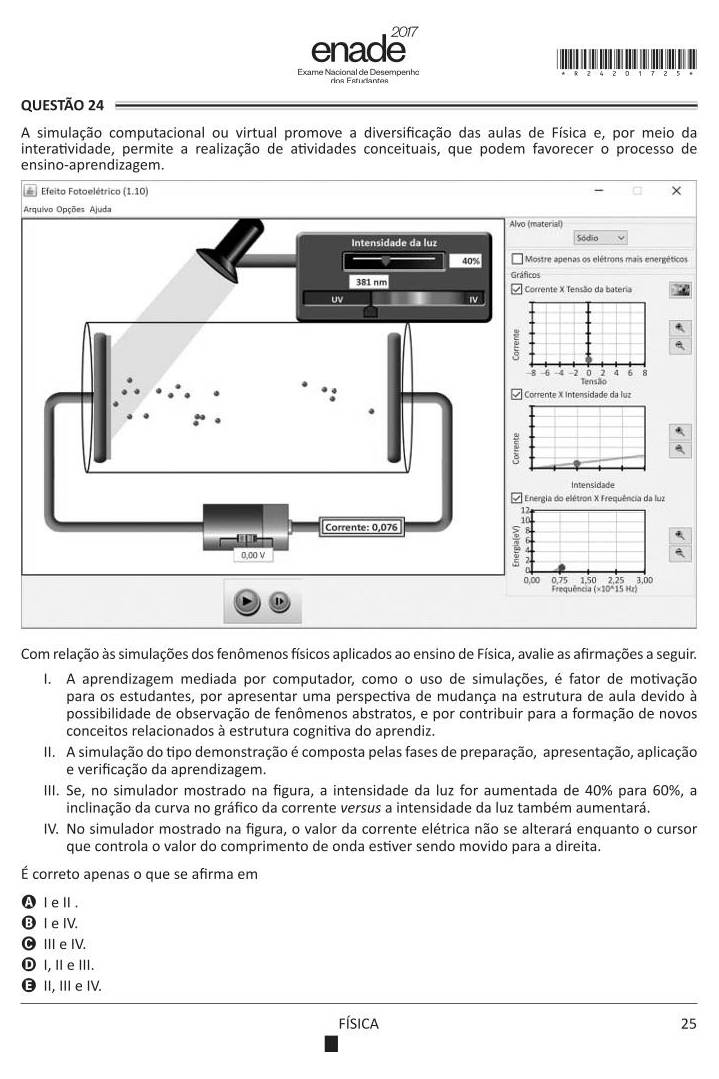 enade 2017
Exame Nacional de Desempenho
dos Estudantes
* R 2 4 2 0 1 7 2 5 *
QUESTÃO 24
A simulação computacional ou virtual promove a diversificação das aulas de Física e, por meio da
interatividade, permite a realização de atividades conceituais, que podem favorecer o processo de
ensino-aprendizagem.
Efeito Fotoelétrico (1.10)
Arquivo Opções Ajuda
Intensidade da luz
40%
381 nm
UV IV
Corrente: 0,076
0,00 V
Alvo (material)
Sódio
Mostre apenas os elétrons mais energéticos
Gráficos
Corrente X Tensão da bateria
Corrente
-8 -6 -4 -2 0 2 4 6 8
Tensão
Corrente X Intensidade da luz
Corrente
Intensidade
Energia do elétron X Frequência da luz
Energia(eV)
12
10
8
6
4
2
0
0,00 0,75 1,50 2,25 3,00
Frequência (x10^15 Hz)
Com relação às simulações dos fenômenos físicos aplicados ao ensino de Física, avalie as afirmações a seguir.
I. A aprendizagem mediada por computador, como o uso de simulações, é fator de motivação
para os estudantes, por apresentar uma perspectiva de mudança na estrutura de aula devido à
possibilidade de observação de fenômenos abstratos, e por contribuir para a formação de novos
conceitos relacionados à estrutura cognitiva do aprendiz.
II. A simulação do tipo demonstração é composta pelas fases de preparação, apresentação, aplicação
e verificação da aprendizagem.
III. Se, no simulador mostrado na figura, a intensidade da luz for aumentada de 40% para 60%, a
inclinação da curva no gráfico da corrente versus a intensidade da luz também aumentará.
IV. No simulador mostrado na figura, o valor da corrente elétrica não se alterará enquanto o cursor
que controla o valor do comprimento de onda estiver sendo movido para a direita.
É correto apenas o que se afirma em
A I e II .
B I e IV.
C III e IV.
D I, II e III.
E II, III e IV.
FÍSICA
25